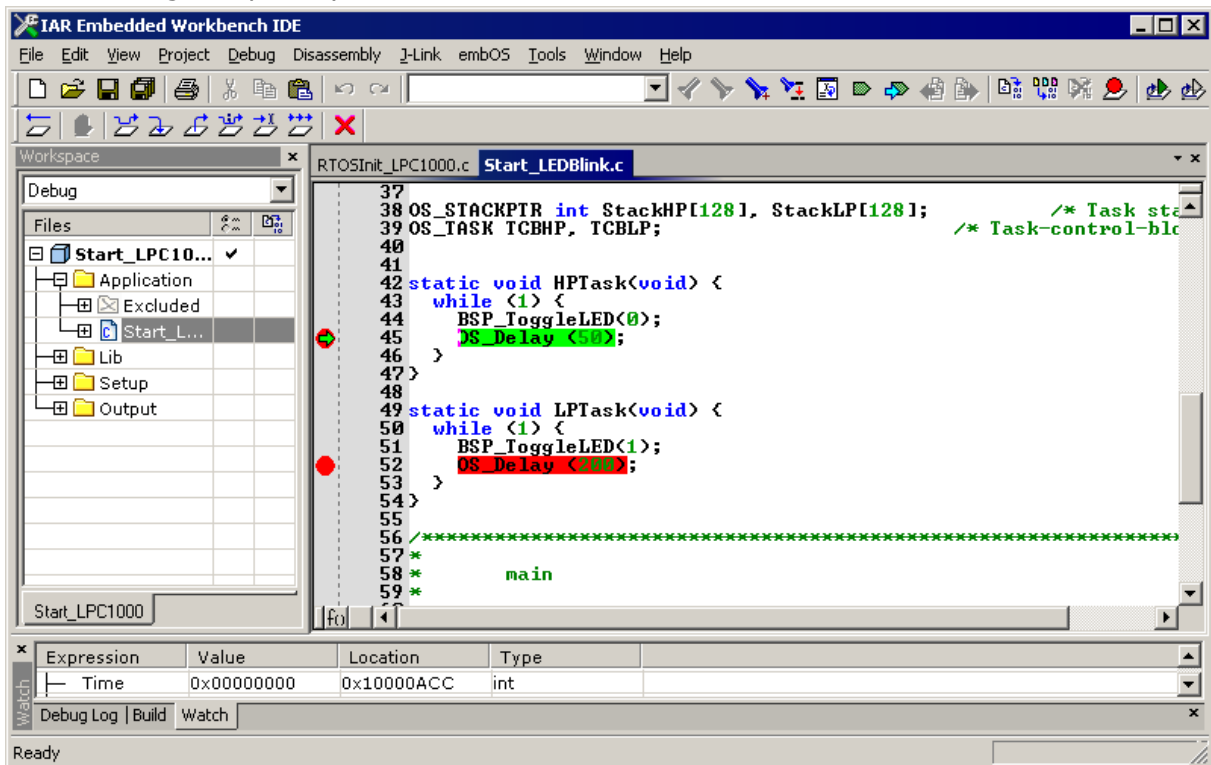 IAR Embedded Workbench IDE
File Edit View Project Debug Disassembly J-Link embOS Tools Window Help
Workspace
Debug
Files
Start_LPC10...
Application
Excluded
Start_L...
Lib
Setup
Output
Start_LPC1000
RTOSInit_LPC1000.c Start_LEDBlink.c
37
38 OS_STACKPTR int StackHP[128], StackLP[128]; /* Task sta
39 OS_TASK TCBHP, TCBLP; /* Task-control-blo
40
41
42 static void HPTask(void) {
43 while (1) {
44 BSP_ToggleLED(0);
45 OS_Delay (50);
46 }
47 }
48
49 static void LPTask(void) {
50 while (1) {
51 BSP_ToggleLED(1);
52 OS_Delay (200);
53 }
54 }
55
56 /*********************************************************************
57 *
58 * main
59 *
f()
Watch
Expression Value Location Type
Time 0x00000000 0x10000ACC int
Debug Log Build Watch
Ready